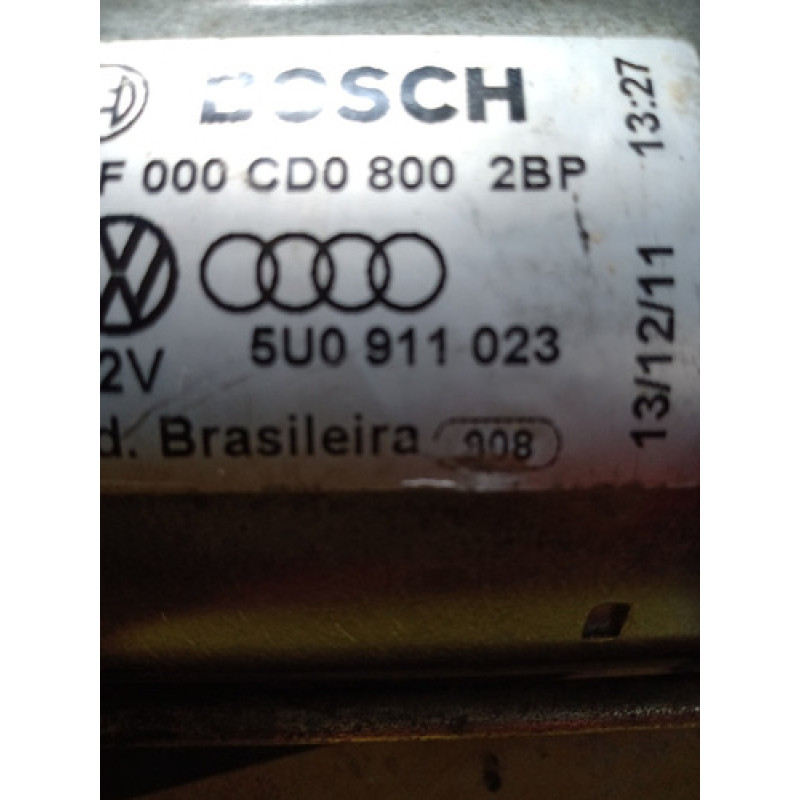 BOSCH
F 000 CD0 800 2BP
5U0 911 023
2V
d. Brasileira 908
13/12/11 13:27